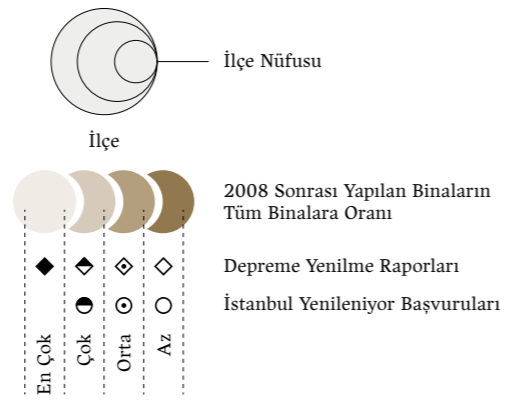 İlçe Nüfusu
İlçe
2008 Sonrası Yapılan Binaların
Tüm Binalara Oranı
Depreme Yenilme Raporları
İstanbul Yenileniyor Başvuruları
En Çok
Çok
Orta
Az